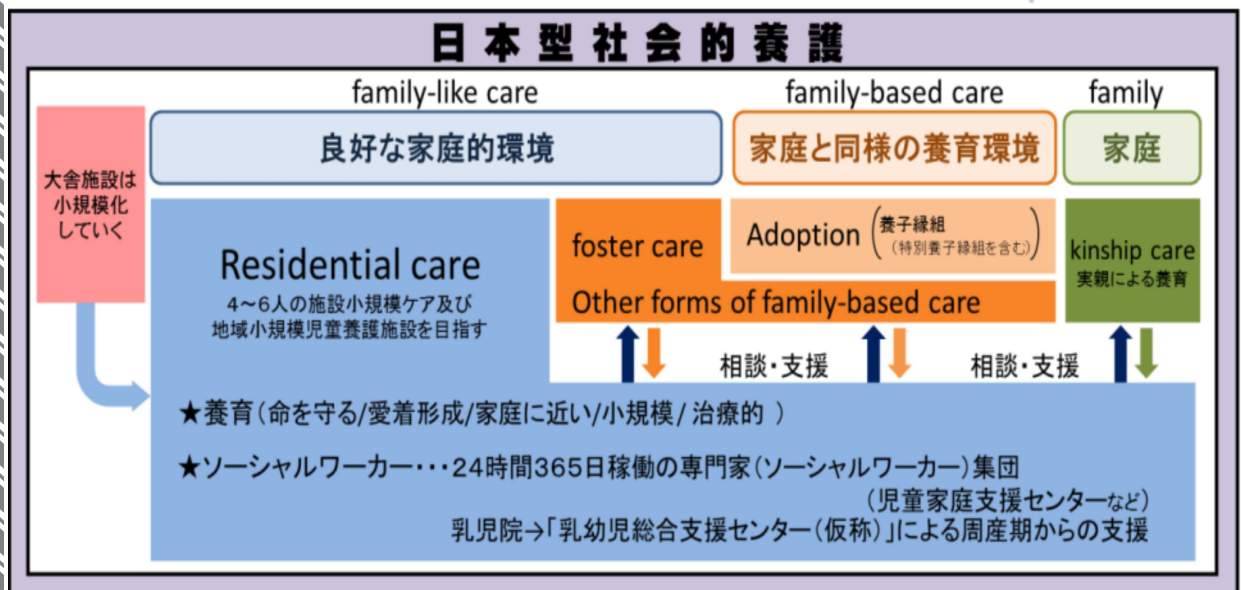 日本型社会的養護
family-like care
family-based care
family
良好な家庭的環境
家庭と同様の養育環境
家庭
大舎施設は
小規模化
していく
Residential care
4~6人の施設小規模ケア及び
地域小規模児童養護施設を目指す
foster care
Adoption
養子縁組
(特別養子縁組を含む)
Other forms of family-based care
kinship care
実親による養育
相談・支援
相談・支援
★養育(命を守る/愛着形成/家庭に近い/小規模/治療的 )
★ソーシャルワーカー・・・24時間365日稼働の専門家(ソーシャルワーカー)集団
(児童家庭支援センターなど)
乳児院→「乳幼児総合支援センター(仮称)」による周産期からの支援